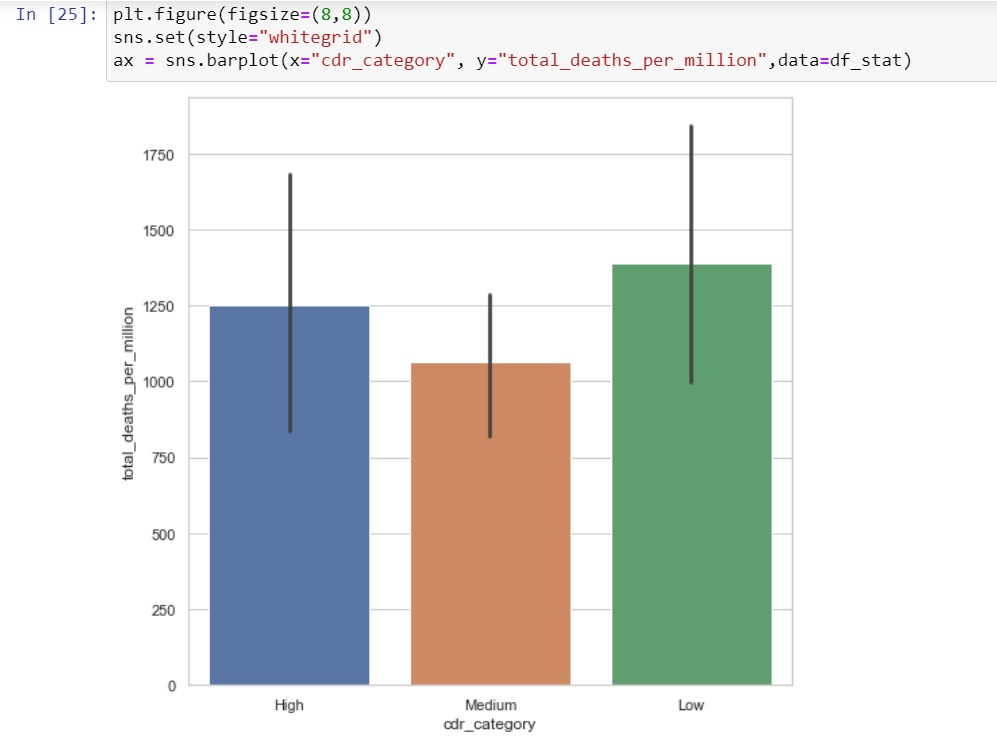 In [25]: plt.figure(figsize=(8,8))
sns.set(style="whitegrid")
ax = sns.barplot(x="cdr_category", y="total_deaths_per_million",data=df_stat)
1750
1500
1250
1000
750
500
250
0
total_deaths_per_million
High Medium Low
cdr_category